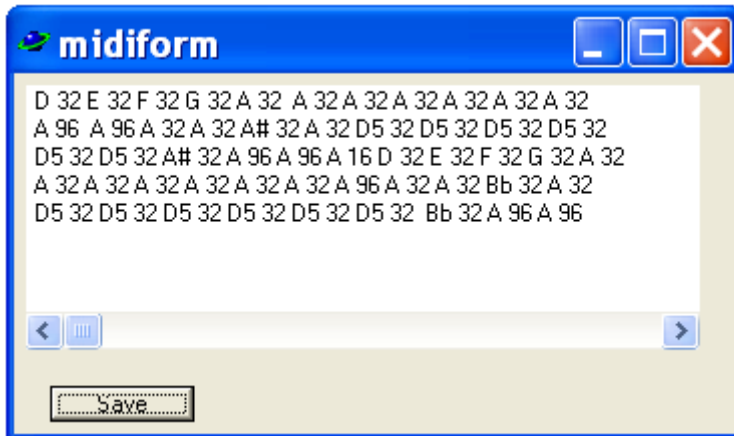 midiform
D 32 E 32 F 32 G 32 A 32 A 32 A 32 A 32 A 32 A 32 A 32
A 96 A 96 A 32 A 32 A# 32 A 32 D5 32 D5 32 D5 32 D5 32
D5 32 D5 32 A# 32 A 96 A 96 A 16 D 32 E 32 F 32 G 32 A 32
A 32 A 32 A 32 A 32 A 32 A 32 A 96 A 32 A 32 Bb 32 A 32
D5 32 D5 32 D5 32 D5 32 D5 32 D5 32 Bb 32 A 96 A 96
Save